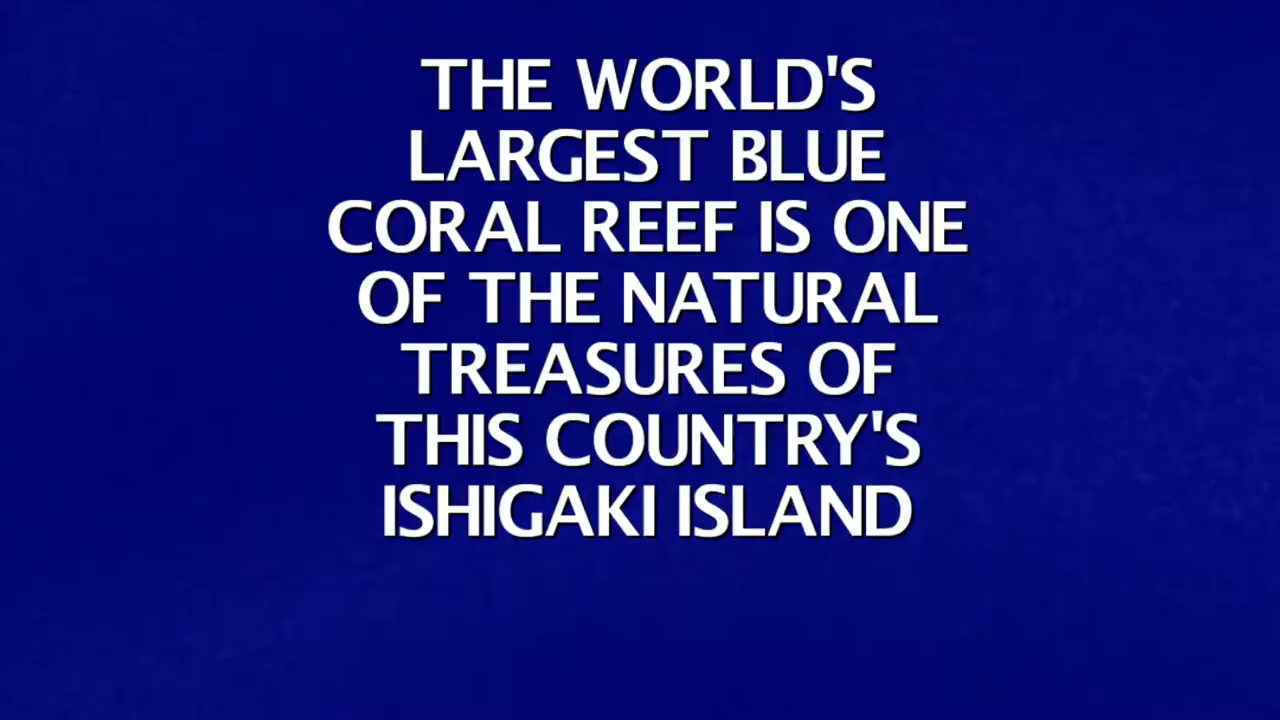 THE WORLD'S
LARGEST BLUE
CORAL REEF IS ONE
OF THE NATURAL
TREASURES OF
THIS COUNTRY'S
ISHIGAKI ISLAND